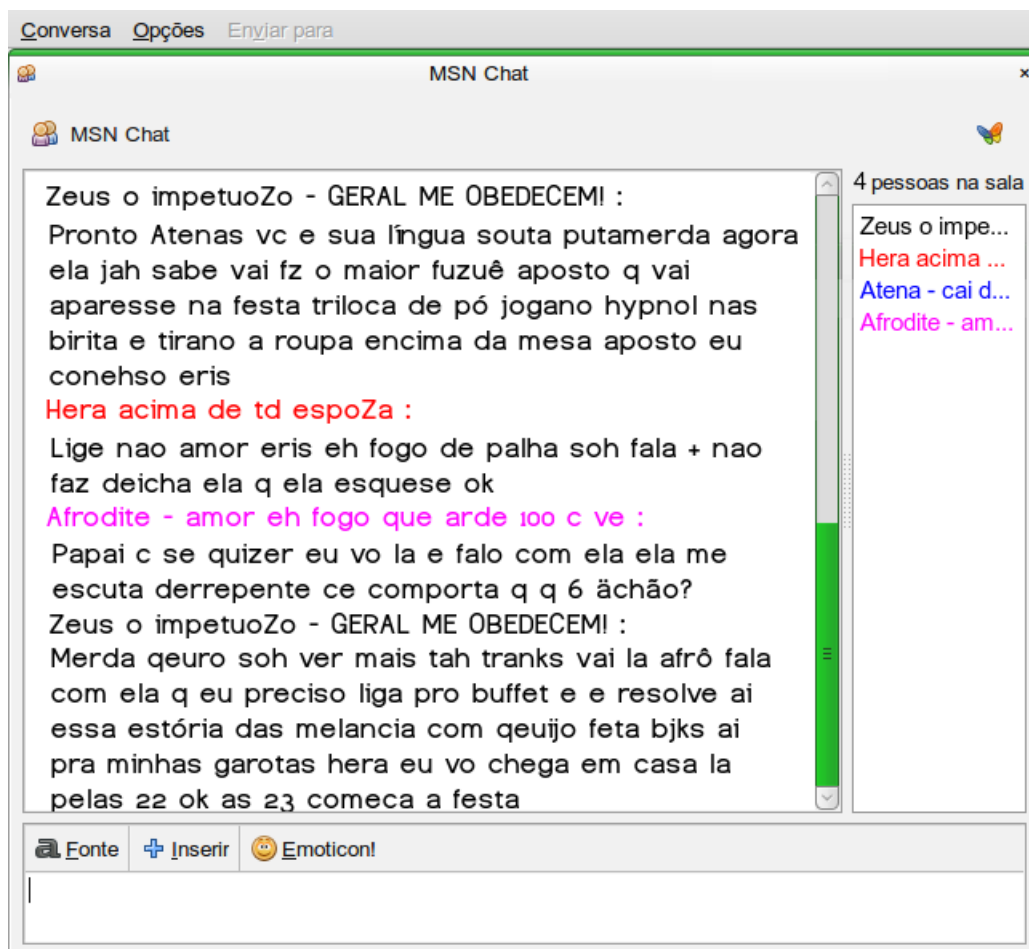 Conversa Opções Enviar para
MSN Chat
MSN Chat
4 pessoas na sala
Zeus o impetuoZo - GERAL ME OBEDECEM! :
Pronto Atenas vc e sua língua souta putamerda agora
ela jah sabe vai fz o maior fuzuê aposto q vai
aparesse na festa triloca de pó jogano hypnol nas
birita e tirano a roupa encima da mesa aposto eu
conehso eris
Hera acima de td espoZa :
Lige nao amor eris eh fogo de palha soh fala + nao
faz deicha ela q ela esquese ok
Afrodite - amor eh fogo que arde 100 c ve :
Papai c se quizer eu vo la e falo com ela ela me
escuta derrepente ce comporta q q 6 ächão?
Zeus o impetuoZo - GERAL ME OBEDECEM! :
Merda qeuro soh ver mais tah tranks vai la afrô fala
com ela q eu preciso liga pro buffet e e resolve ai
essa estória das melancia com qeuijo feta bjks ai
pra minhas garotas hera eu vo chega em casa la
pelas 22 ok as 23 comeca a festa
Zeus o impe...
Hera acima ...
Atena - cai d...
Afrodite - am...
Fonte Inserir Emoticon!